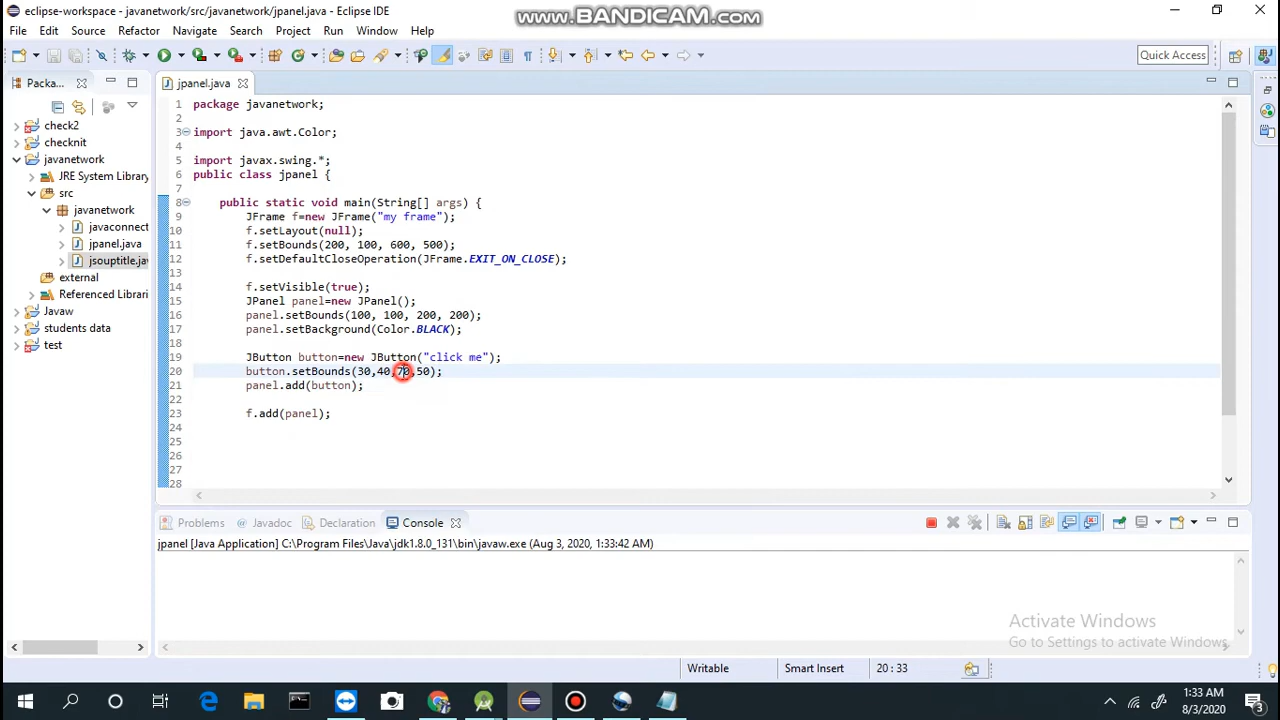 eclipse-workspace - javanetwork/src/javanetwork/jpanel.java - Eclipse IDE
www.BANDICAM.com
File Edit Source Refactor Navigate Search Project Run Window Help
Quick Access
Packa...
jpanel.java
check2
checknit
javanetwork
JRE System Library
src
javanetwork
javaconnect
jpanel.java
jsouptitle.jav
external
Referenced Librari
Javaw
students data
test
1 package javanetwork;
2
3 import java.awt.Color;
4
5 import javax.swing.*;
6 public class jpanel {
7
8 public static void main(String[] args) {
9 JFrame f=new JFrame("my frame");
10 f.setLayout(null);
11 f.setBounds(200, 100, 600, 500);
12 f.setDefaultCloseOperation(JFrame.EXIT_ON_CLOSE);
13
14 f.setVisible(true);
15 JPanel panel=new JPanel();
16 panel.setBounds(100, 100, 200, 200);
17 panel.setBackground(Color.BLACK);
18
19 JButton button=new JButton("click me");
20 button.setBounds(30,40,70,50);
21 panel.add(button);
22
23 f.add(panel);
24
25
26
27
28
Problems @ Javadoc Declaration Console
jpanel [Java Application] C:\Program Files\Java\jdk1.8.0_131\bin\javaw.exe (Aug 3, 2020, 1:33:42 AM)
Activate Windows
Go to Settings to activate Windows.
Writable Smart Insert 20 : 33
1:33 AM
8/3/2020
3